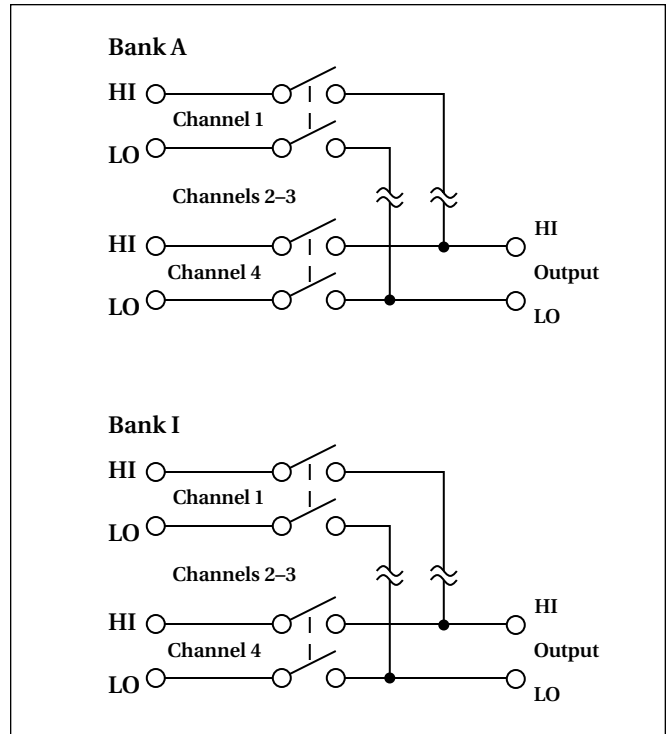 Bank A
HI
Channel 1
LO
Channels 2–3
HI
HI
Channel 4
Output
LO
LO
Bank I
HI
Channel 1
LO
Channels 2–3
HI
HI
Channel 4
Output
LO
LO